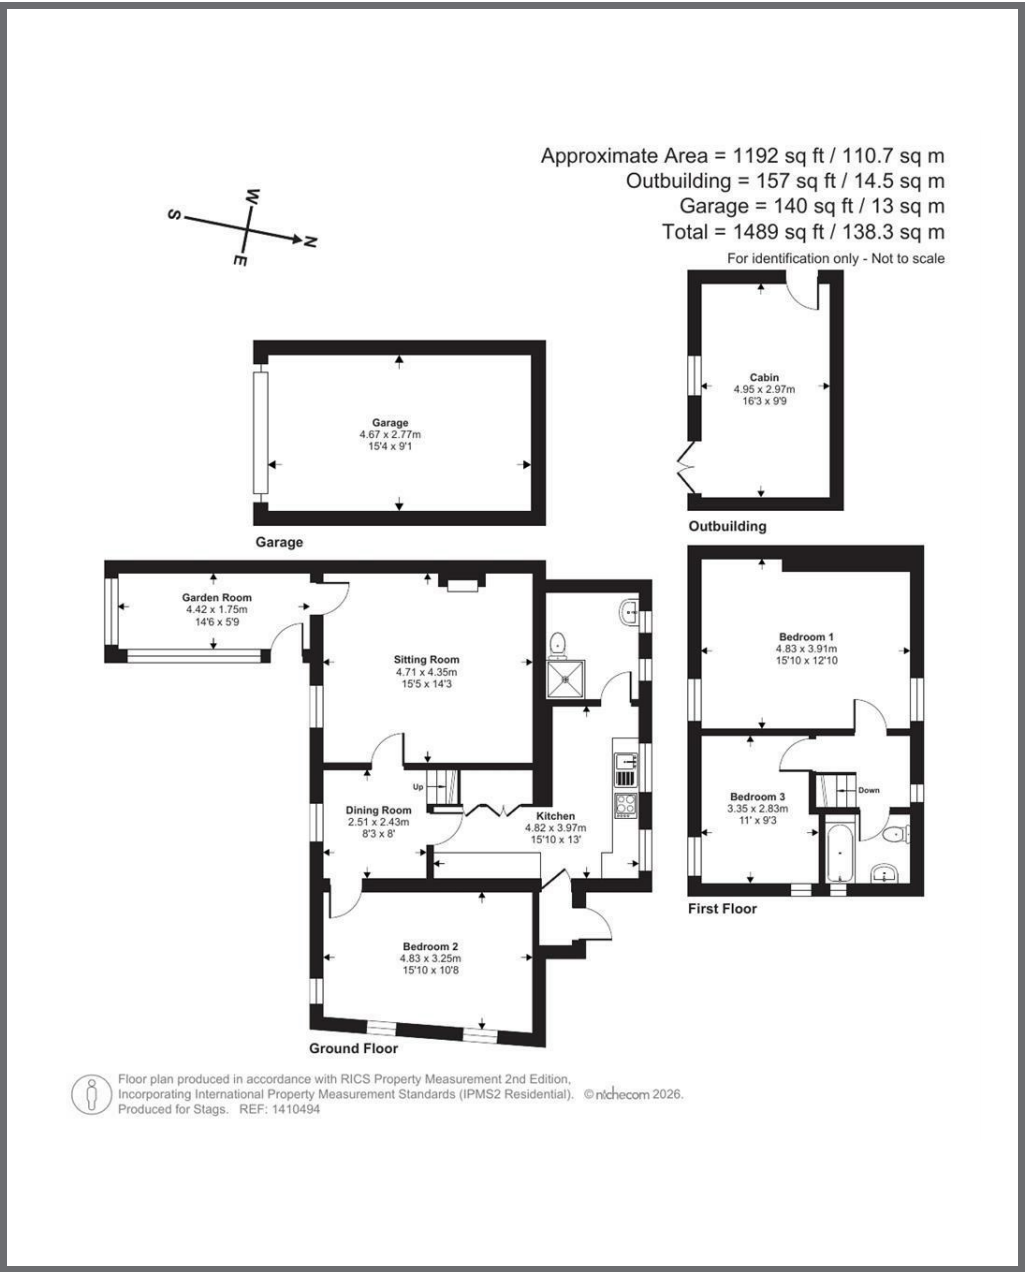 Approximate Area = 1192 sq ft / 110.7 sq m
Outbuilding = 157 sq ft / 14.5 sq m
Garage = 140 sq ft / 13 sq m
Total = 1489 sq ft / 138.3 sq m
For identification only - Not to scale
W
S
N
E
Cabin
4.95 x 2.97m
16'3 x 9'9
Outbuilding
Garage
4.67 x 2.77m
15'4 x 9'1
Garage
Garden Room
4.42 x 1.75m
14'6 x 5'9
Sitting Room
4.71 x 4.35m
15'5 x 14'3
Up
Dining Room
2.51 x 2.43m
8'3 x 8'
Kitchen
4.82 x 3.97m
15'10 x 13'
Bedroom 2
4.83 x 3.25m
15'10 x 10'8
Ground Floor
Bedroom 1
4.83 x 3.91m
15'10 x 12'10
Bedroom 3
3.35 x 2.83m
11' x 9'3
Down
First Floor
Floor plan produced in accordance with RICS Property Measurement 2nd Edition,
Incorporating International Property Measurement Standards (IPMS2 Residential). © nichecom 2026.
Produced for Stags. REF: 1410494